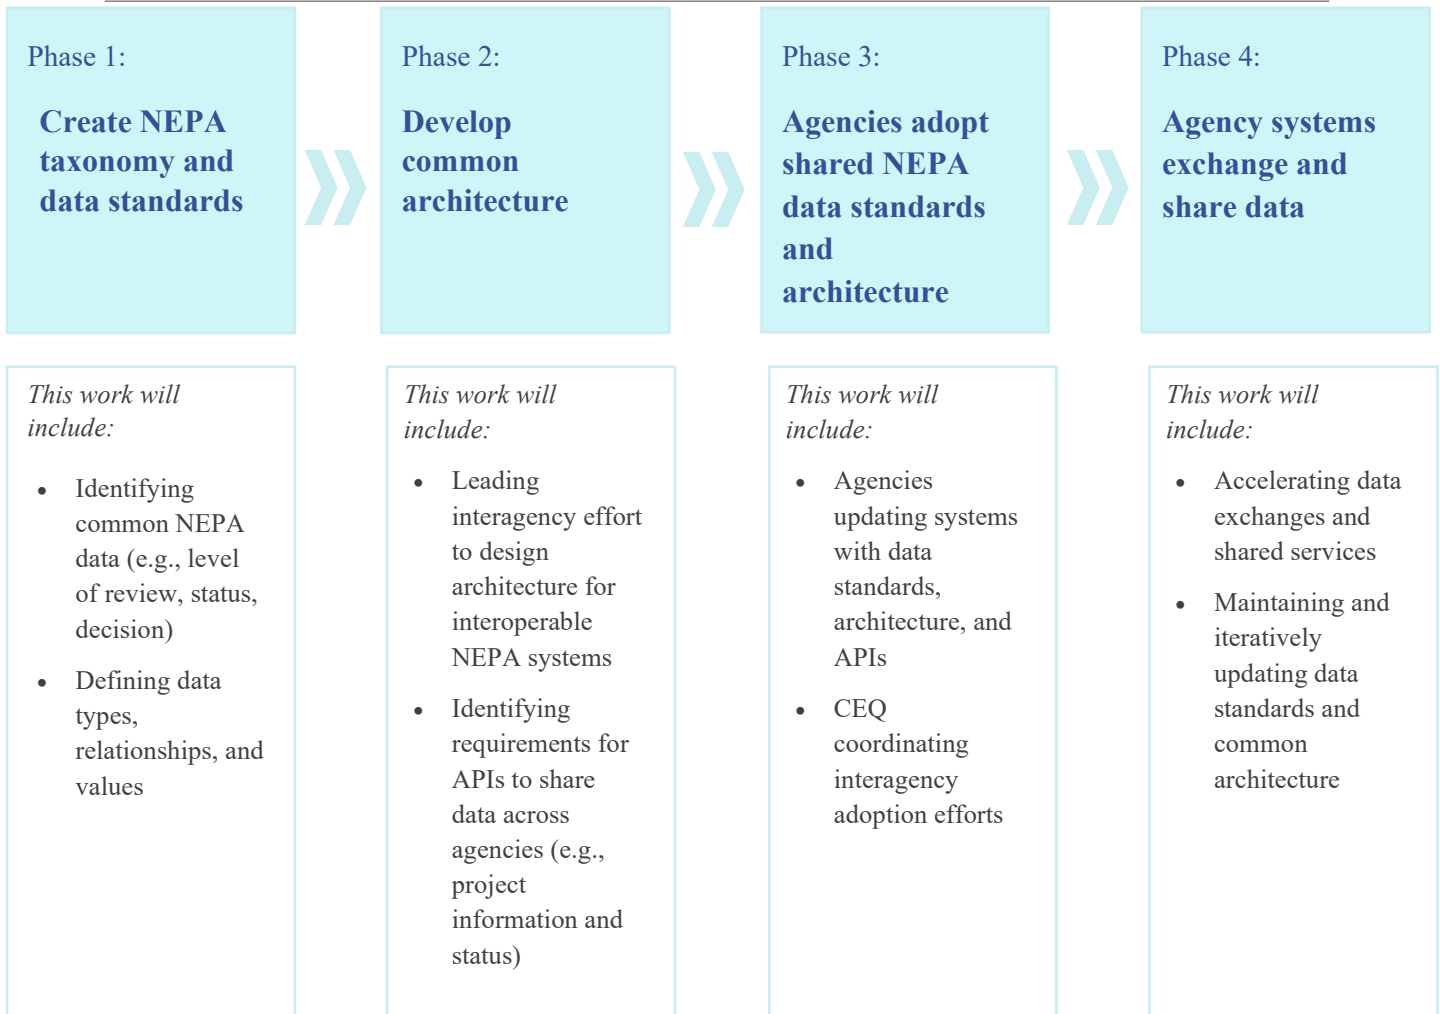 Phase 1:
Create NEPA
taxonomy and
data standards
Phase 2:
Develop
common
architecture
Phase 3:
Agencies adopt
shared NEPA
data standards
and
architecture
Phase 4:
Agency systems
exchange and
share data
This work will
include:
• Identifying
common NEPA
data (e.g., level
of review, status,
decision)
• Defining data
types,
relationships, and
values
This work will
include:
• Leading
interagency effort
to design
architecture for
interoperable
NEPA systems
• Identifying
requirements for
APIs to share
data across
agencies (e.g.,
project
information and
status)
This work will
include:
• Agencies
updating systems
with data
standards,
architecture, and
APIs
• CEQ
coordinating
interagency
adoption efforts
This work will
include:
• Accelerating data
exchanges and
shared services
• Maintaining and
iteratively
updating data
standards and
common
architecture